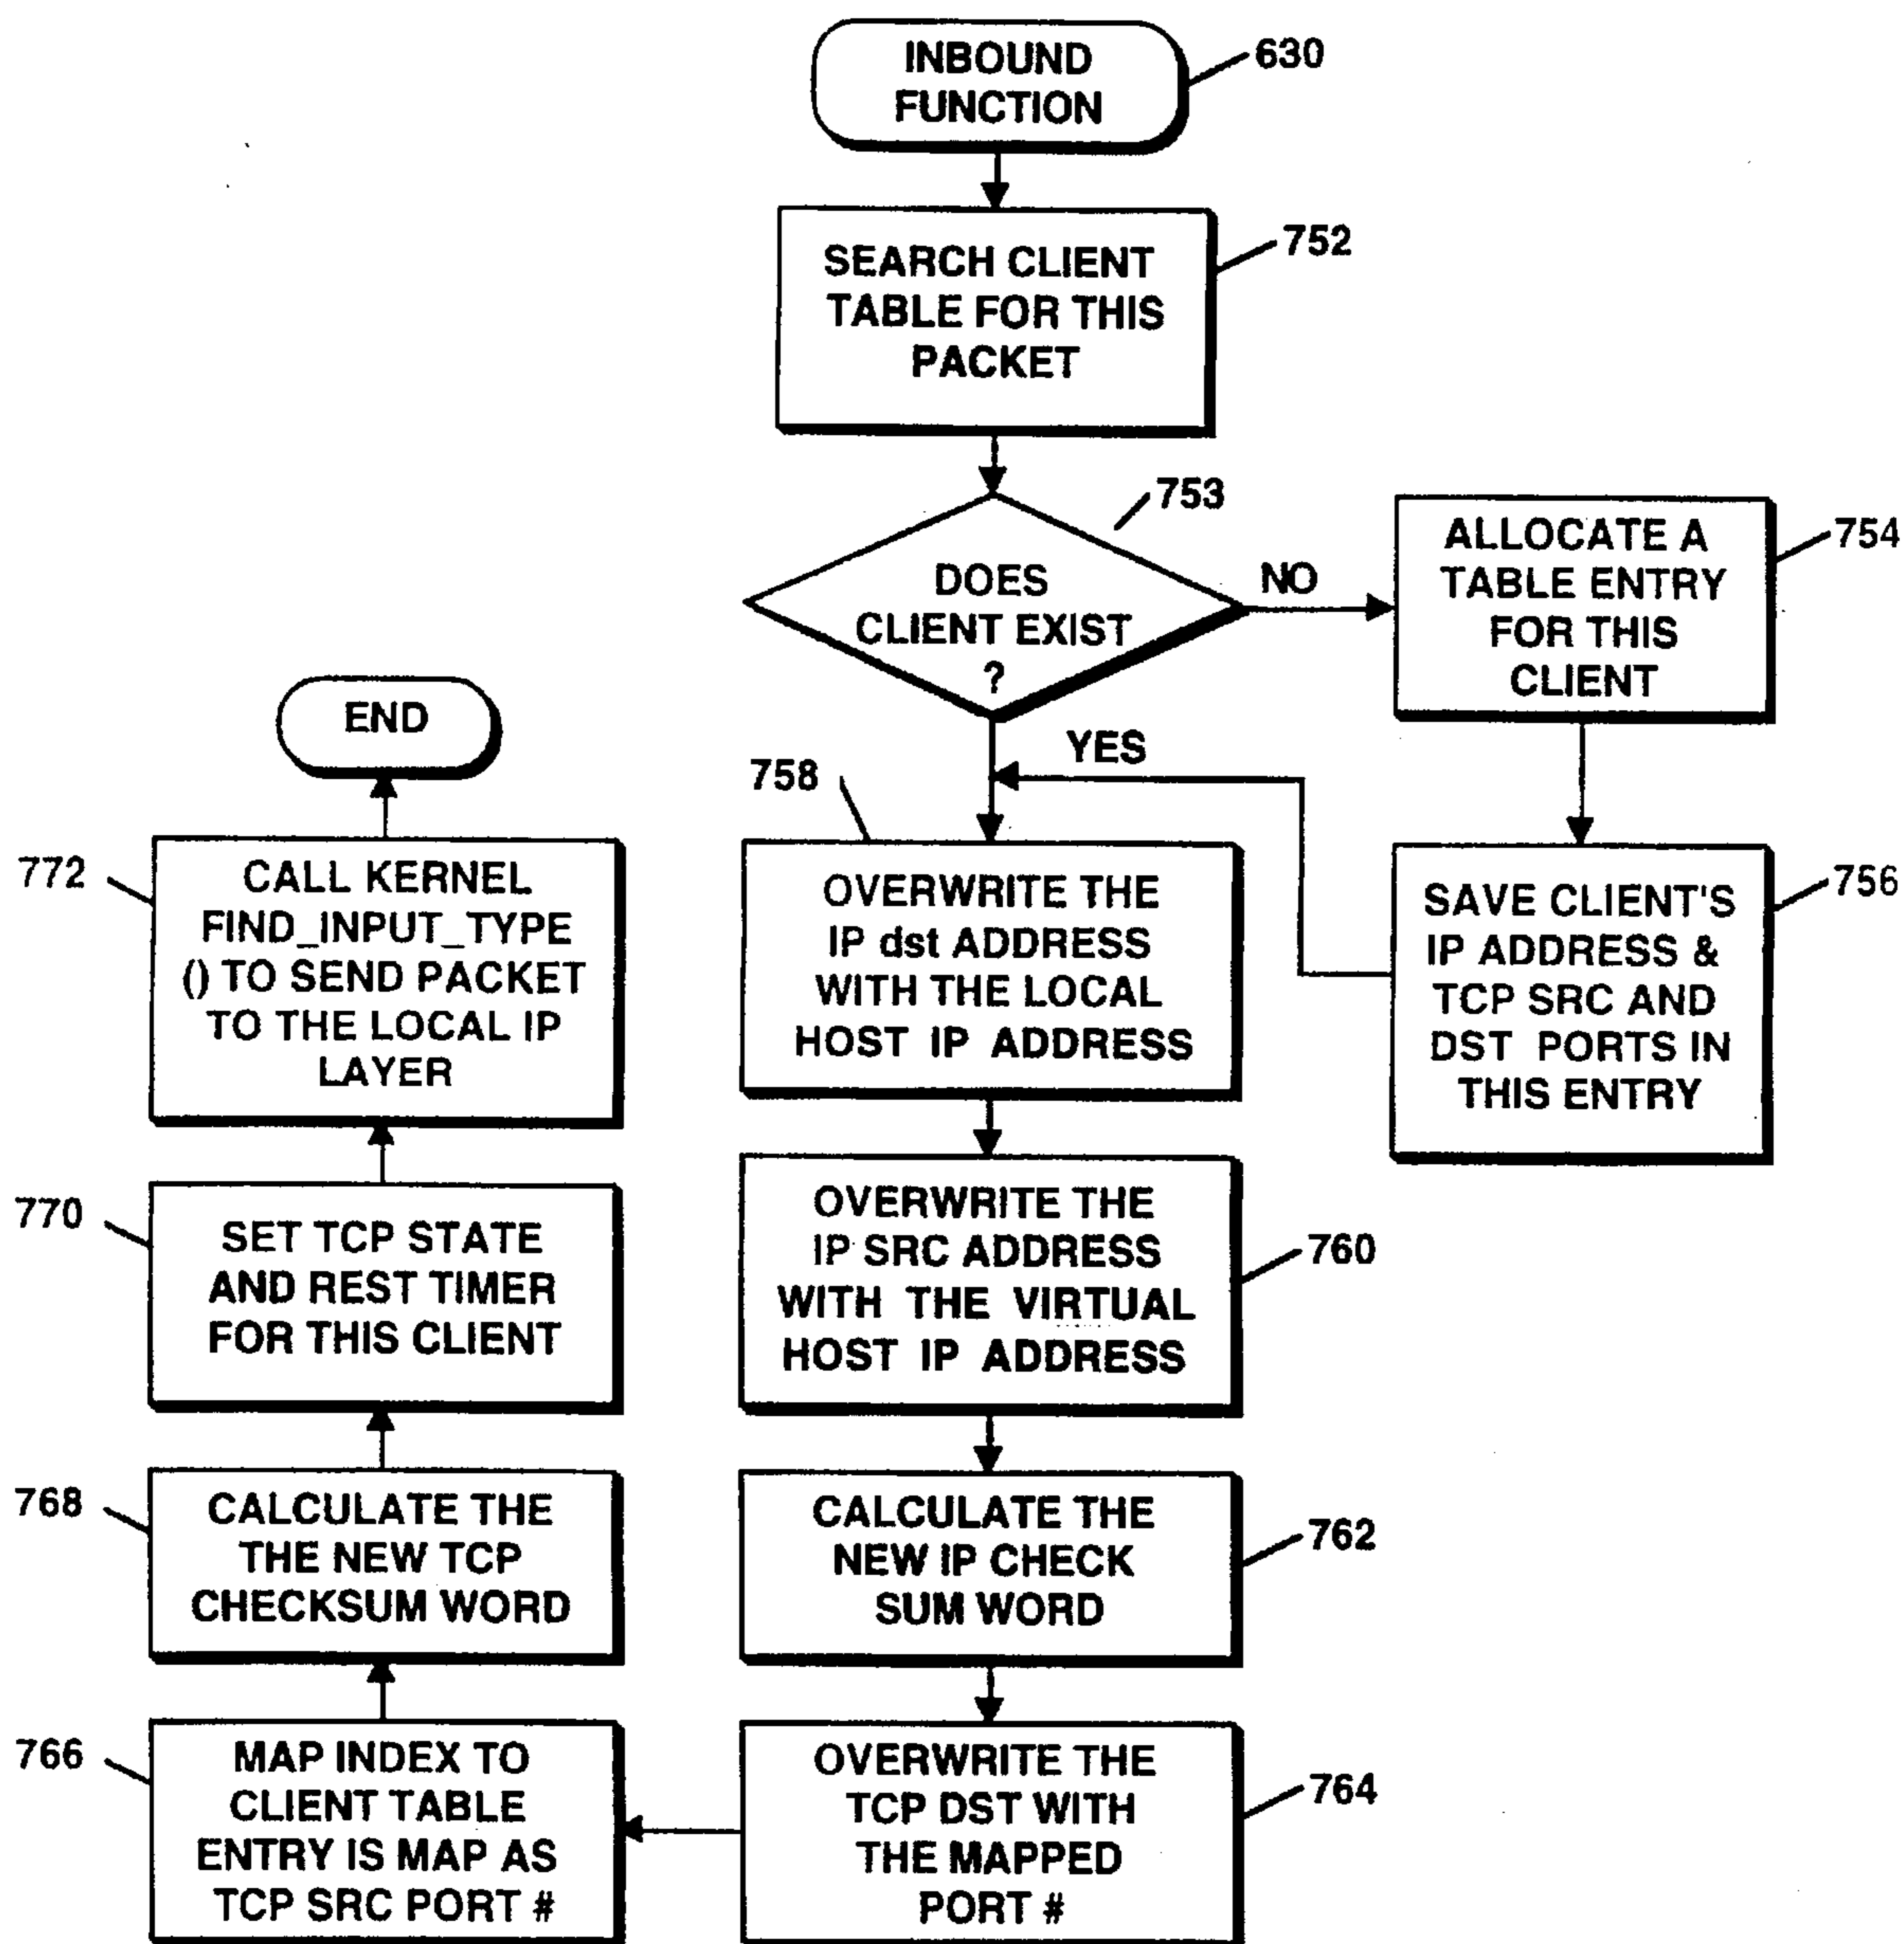 INBOUND
FUNCTION
630
SEARCH CLIENT
TABLE FOR THIS
PACKET
752
DOES
CLIENT EXIST
?
753
NO
YES
ALLOCATE A
TABLE ENTRY
FOR THIS
CLIENT
754
SAVE CLIENT'S
IP ADDRESS &
TCP SRC AND
DST PORTS IN
THIS ENTRY
756
758
OVERWRITE THE
IP dst ADDRESS
WITH THE LOCAL
HOST IP ADDRESS
OVERWRITE THE
IP SRC ADDRESS
WITH THE VIRTUAL
HOST IP ADDRESS
760
CALCULATE THE
NEW IP CHECK
SUM WORD
762
OVERWRITE THE
TCP DST WITH
THE MAPPED
PORT #
764
766
MAP INDEX TO
CLIENT TABLE
ENTRY IS MAP AS
TCP SRC PORT #
768
CALCULATE THE
THE NEW TCP
CHECKSUM WORD
770
SET TCP STATE
AND REST TIMER
FOR THIS CLIENT
772
CALL KERNEL
FIND_INPUT_TYPE
() TO SEND PACKET
TO THE LOCAL IP
LAYER
END